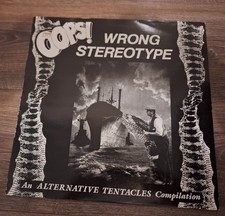 OOPS! WRONG
STEREOTYPE
An ALTERNATIVE TENTACLES Compilation